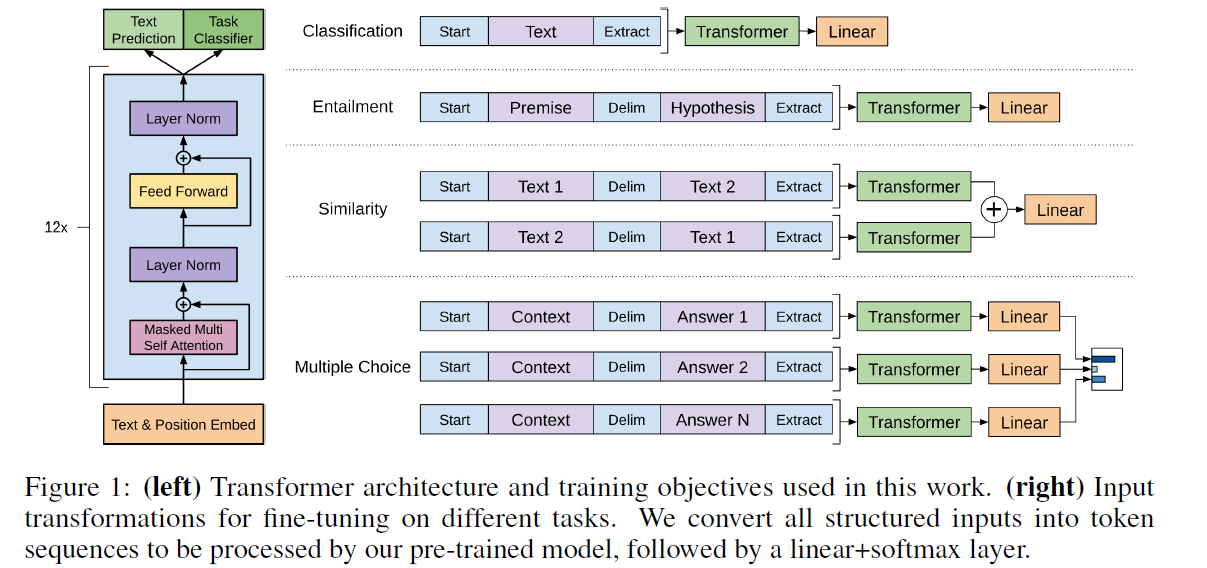 Text
Prediction
Task
Classifier
12x
Layer Norm
+
Feed Forward
Layer Norm
+
Masked Multi
Self Attention
Text & Position Embed
Classification
Start Text Extract Transformer Linear
Entailment
Start Premise Delim Hypothesis Extract Transformer Linear
Similarity
Start Text 1 Delim Text 2 Extract Transformer
+ Linear
Start Text 2 Delim Text 1 Extract Transformer
Multiple Choice
Start Context Delim Answer 1 Extract Transformer Linear
Start Context Delim Answer 2 Extract Transformer Linear
Start Context Delim Answer N Extract Transformer Linear
Figure 1: (left) Transformer architecture and training objectives used in this work. (right) Input
transformations for fine-tuning on different tasks. We convert all structured inputs into token
sequences to be processed by our pre-trained model, followed by a linear+softmax layer.